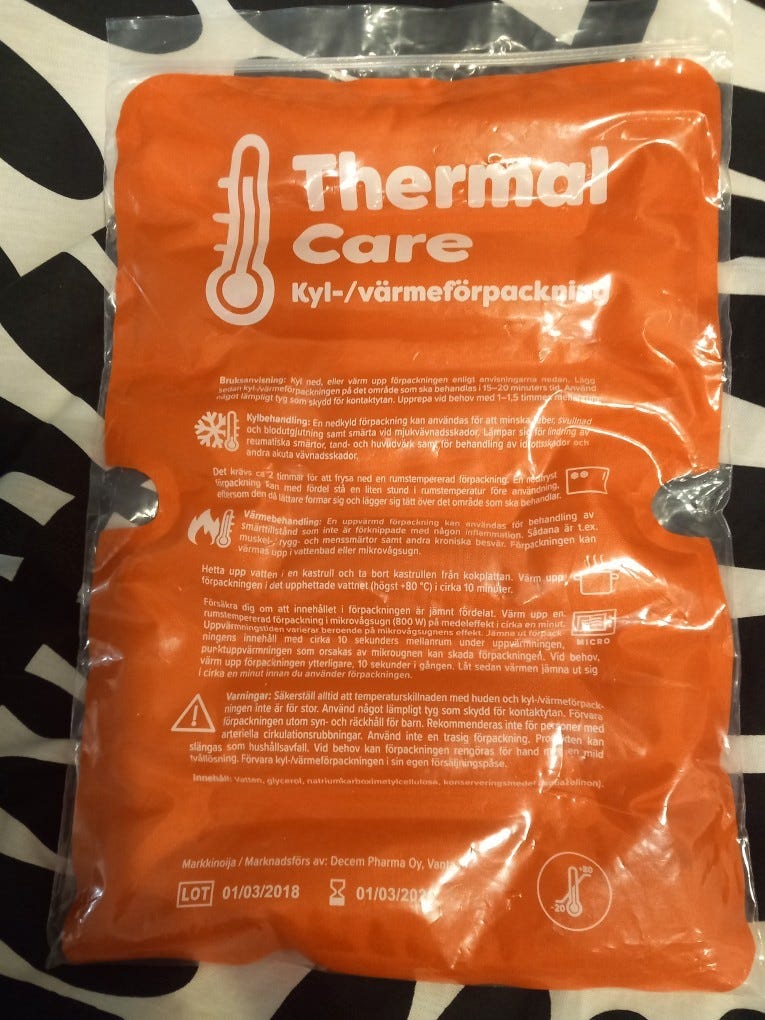 Thermal
Care
Kyl-/värmeförpackning
Bruksanvisning: Kyl ned, eller värm upp förpackningen enligt anvisningarna nedan. Lägg
sedan kyl-/värmeförpackningen på det område som ska behandlas i 15–20 minuters tid. Använd
något lämpligt tyg som skydd för kontaktytan. Upprepa vid behov med 1–1,5 timmes
Kylbehandling: En nedkyld förpackning kan användas för att minska feber, svullnad
och blodutgjutning samt smärta vid mjukvävnadsskador. Lämpar sig för lindring av
reumatiska smärtor, tand- och huvudvärk samt för behandling av idrottsskador och
andra akuta vävnadsskador.
Det krävs ca 2 timmar för att frysa ned en rumstempererad förpackning. En nedfryst
förpackning kan med fördel stå en liten stund i rumstemperatur före användning,
eftersom den då lättare formar sig och lägger sig tätt över det område som ska behandlas.
Värmebehandling: En uppvärmd förpackning kan användas för behandling av
smärttillstånd som inte är förknippade med någon inflammation. Sådana är t.ex.
muskel-, rygg- och menssmärtor samt andra kroniska besvär. Förpackningen kan
värmas upp i vattenbad eller mikrovågsugn.
Hetta upp vatten i en kastrull och ta bort kastrullen från kokplattan. Värm upp
förpackningen i det upphettade vattnet (högst +80 °C) i cirka 10 minuter.
Försäkra dig om att innehållet i förpackningen är jämnt fördelat. Värm upp en
rumstempererad förpackning i mikrovågsugn (800 W) på medeleffekt i cirka en minut.
Uppvärmningstiden varierar beroende på mikrovågsugnens effekt. Jämna ut förpack-
ningens innehåll med cirka 10 sekunders mellanrum under uppvärmningen,
punktuppvärmningen som orsakas av mikrougnen kan skada förpackningen. Vid behov,
värm upp förpackningen ytterligare, 10 sekunder i gången. Låt sedan värmen jämna ut sig
i cirka en minut innan du använder förpackningen.
MICRO
Varningar: Säkerställ alltid att temperaturskillnaden med huden och kyl-/värmeförpack-
ningen inte är för stor. Använd något lämpligt tyg som skydd för kontaktytan. Förvara
förpackningen utom syn- och räckhåll för barn. Rekommenderas inte för personer med
arteriella cirkulationsrubbningar. Använd inte en trasig förpackning. Produkten kan
slängas som hushållsavfall. Vid behov kan förpackningen rengöras för hand med en mild
tvållösning. Förvara kyl-/värmeförpackningen i sin egen försäljningspåse.
Innehåll: Vatten, glycerol, natriumkarboximetylcellulosa, konserveringsmedel
Markkinoija / Marknadsförs av: Decem Pharma Oy,
LOT 01/03/2018
+80
-20